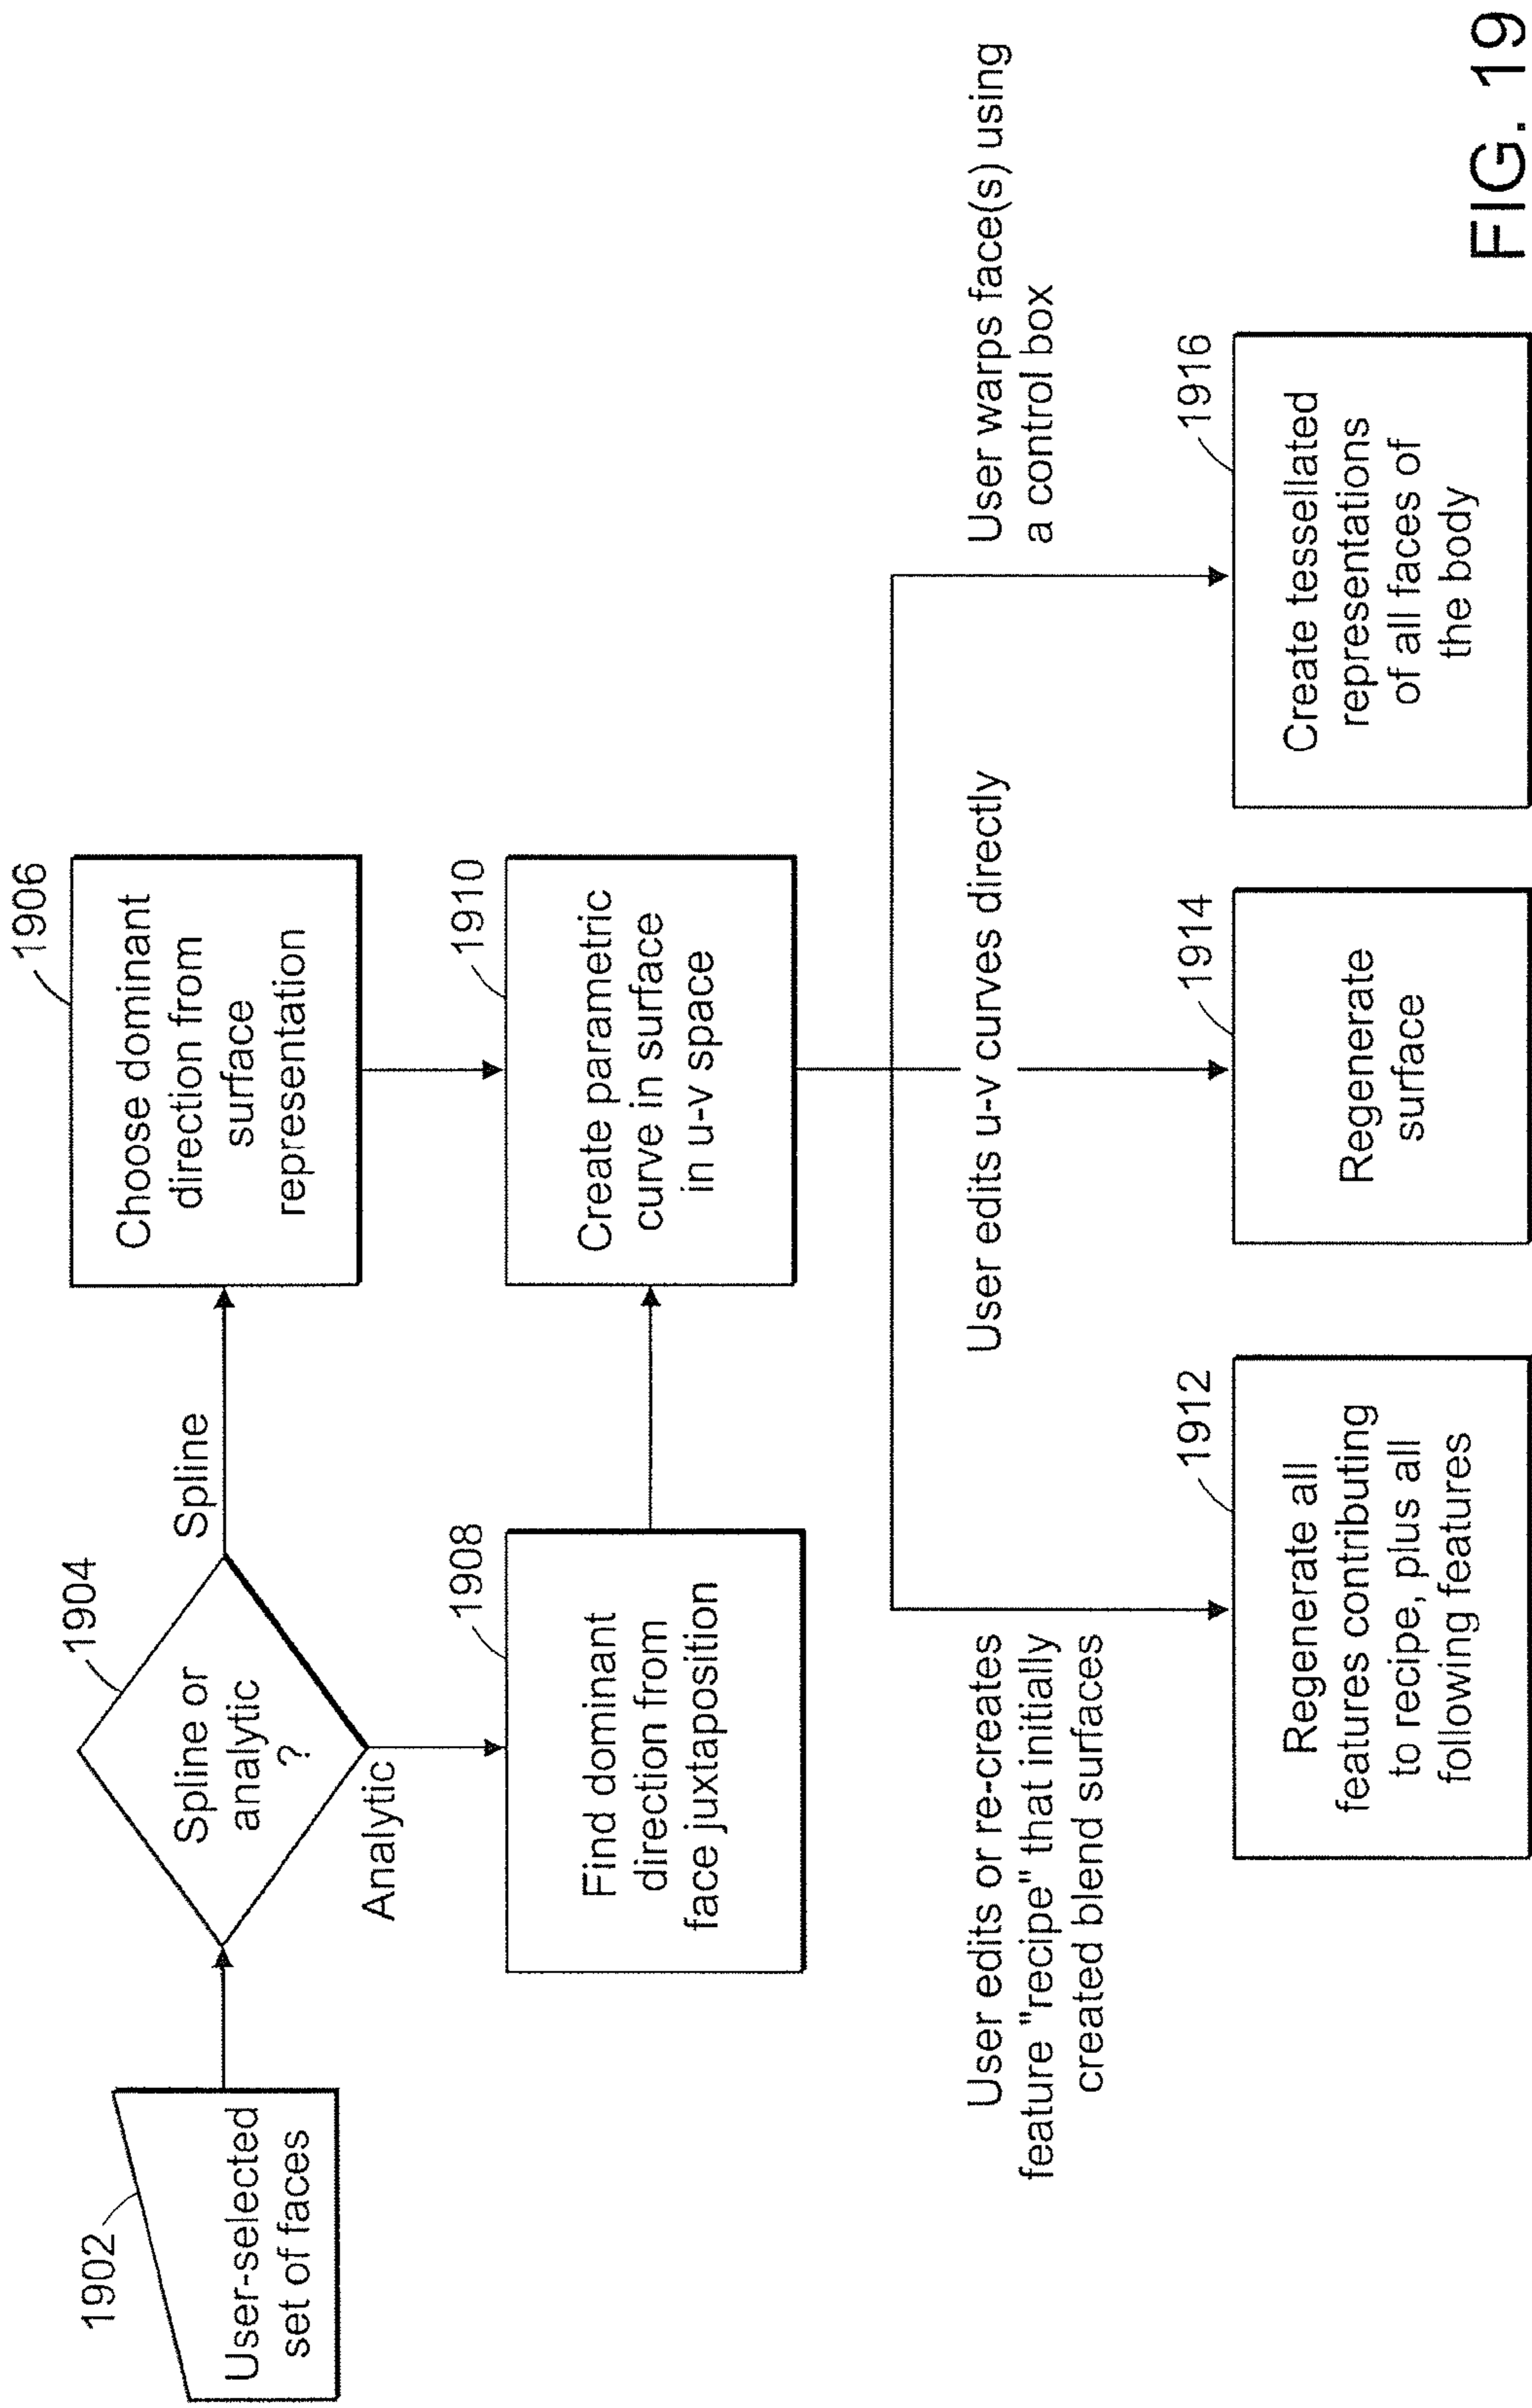 1902
User-selected
set of faces
1904
Spline or
analytic
?
Spline
Analytic
1906
Choose dominant
direction from
surface
representation
1908
Find dominant
direction from
face juxtaposition
1910
Create parametric
curve in surface
in u-v space
User edits or re-creates
feature "recipe" that initially
created blend surfaces
User edits u-v curves directly
User warps face(s) using
a control box
1912
Regenerate all
features contributing
to recipe, plus all
following features
1914
Regenerate
surface
1916
Create tessellated
representations
of all faces of
the body
FIG. 19